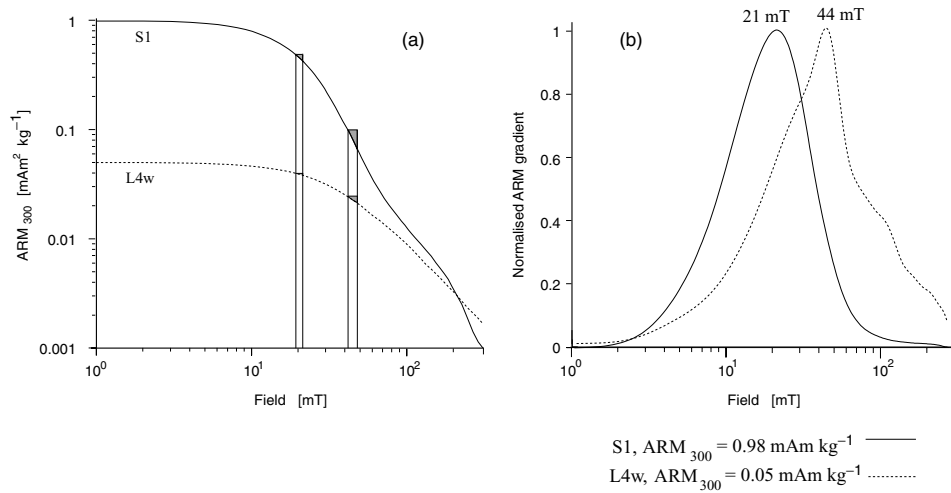 1
0.1
0.01
0.001
ARM 300 [mAm² kg⁻¹]
S1
L4w
(a)
10⁰ 10¹ 10²
Field [mT]
21 mT 44 mT
(b)
1
0.8
0.6
0.4
0.2
0
Normalised ARM gradient
10⁰ 10¹ 10²
Field [mT]
S1, ARM 300 = 0.98 mAm kg⁻¹
L4w, ARM 300 = 0.05 mAm kg⁻¹